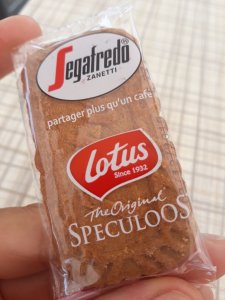 Segafredo®
ZANETTI
partager plus qu'un café
Lotus
Since 1932
The Original
SPECULOOS